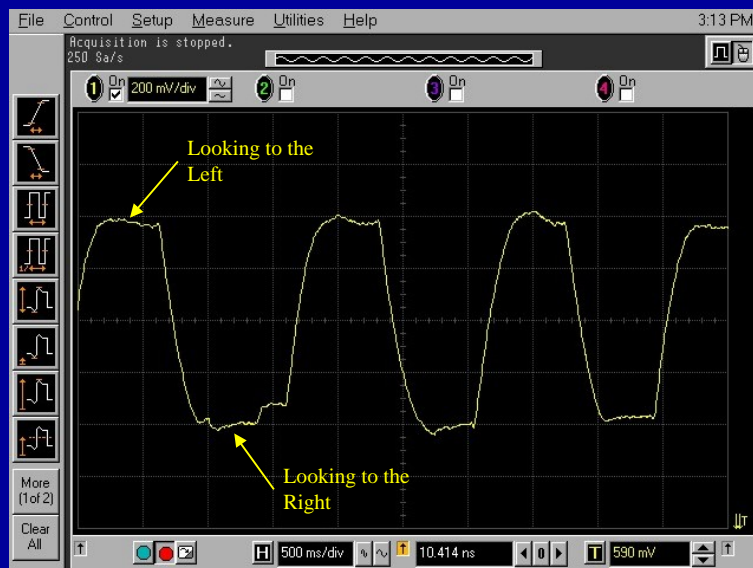 File Control Setup Measure Utilities Help 3:13 PM
Acquisition is stopped.
250 Sa/s
1 On 200 mV/div 2 On 3 On 4 On
Looking to the
Left
Looking to the
Right
More
(1of 2)
Clear
All
H 500 ms/div 10.414 ns 0 T 590 mV